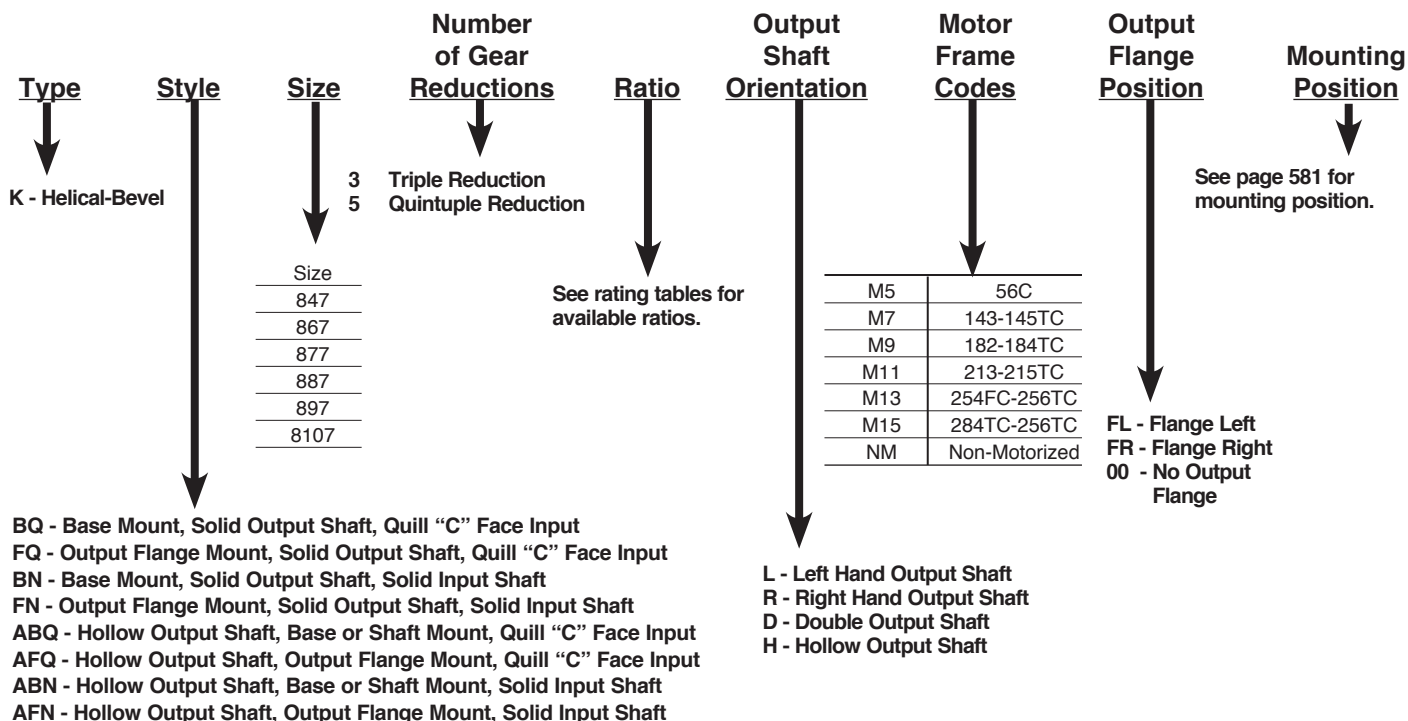 Type
Style
Size
Number
of Gear
Reductions
Ratio
Output
Shaft
Orientation
Motor
Frame
Codes
Output
Flange
Position
Mounting
Position
K - Helical-Bevel
3 Triple Reduction
5 Quintuple Reduction
See page 581 for
mounting position.
Size
847
867
877
887
897
8107
See rating tables for
available ratios.
M5 56C
M7 143-145TC
M9 182-184TC
M11 213-215TC
M13 254FC-256TC
M15 284TC-256TC
NM Non-Motorized
FL - Flange Left
FR - Flange Right
00 - No Output
Flange
BQ - Base Mount, Solid Output Shaft, Quill “C” Face Input
FQ - Output Flange Mount, Solid Output Shaft, Quill “C” Face Input
BN - Base Mount, Solid Output Shaft, Solid Input Shaft
FN - Output Flange Mount, Solid Output Shaft, Solid Input Shaft
ABQ - Hollow Output Shaft, Base or Shaft Mount, Quill “C” Face Input
AFQ - Hollow Output Shaft, Output Flange Mount, Quill “C” Face Input
ABN - Hollow Output Shaft, Base or Shaft Mount, Solid Input Shaft
AFN - Hollow Output Shaft, Output Flange Mount, Solid Input Shaft
L - Left Hand Output Shaft
R - Right Hand Output Shaft
D - Double Output Shaft
H - Hollow Output Shaft